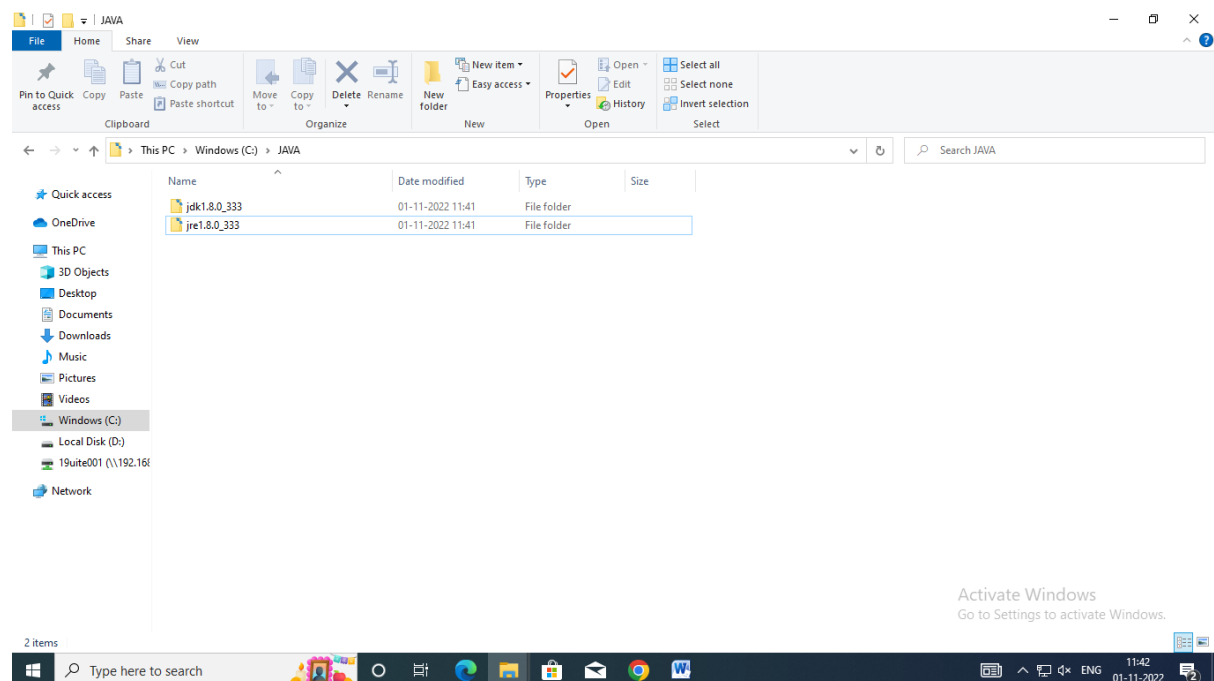 JAVA
File Home Share View
Pin to Quick access
Copy
Paste
Cut
Copy path
Paste shortcut
Clipboard
Move to
Copy to
Delete
Rename
Organize
New folder
New item
Easy access
New
Properties
Open
Edit
History
Open
Select all
Select none
Invert selection
Select
This PC › Windows (C:) › JAVA
Search JAVA
Name Date modified Type Size
jdk1.8.0_333 01-11-2022 11:41 File folder
jre1.8.0_333 01-11-2022 11:41 File folder
Quick access
OneDrive
This PC
3D Objects
Desktop
Documents
Downloads
Music
Pictures
Videos
Windows (C:)
Local Disk (D:)
19uite001 (\\192.168
Network
Activate Windows
Go to Settings to activate Windows.
2 items
Type here to search
ENG
11:42
01-11-2022
2